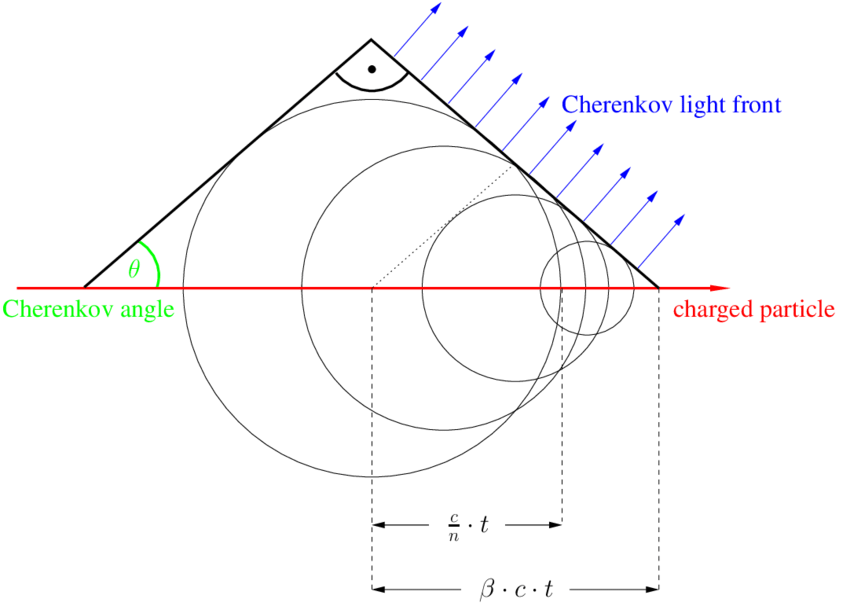 Cherenkov light front
θ
Cherenkov angle
charged particle
c/n · t
β · c · t